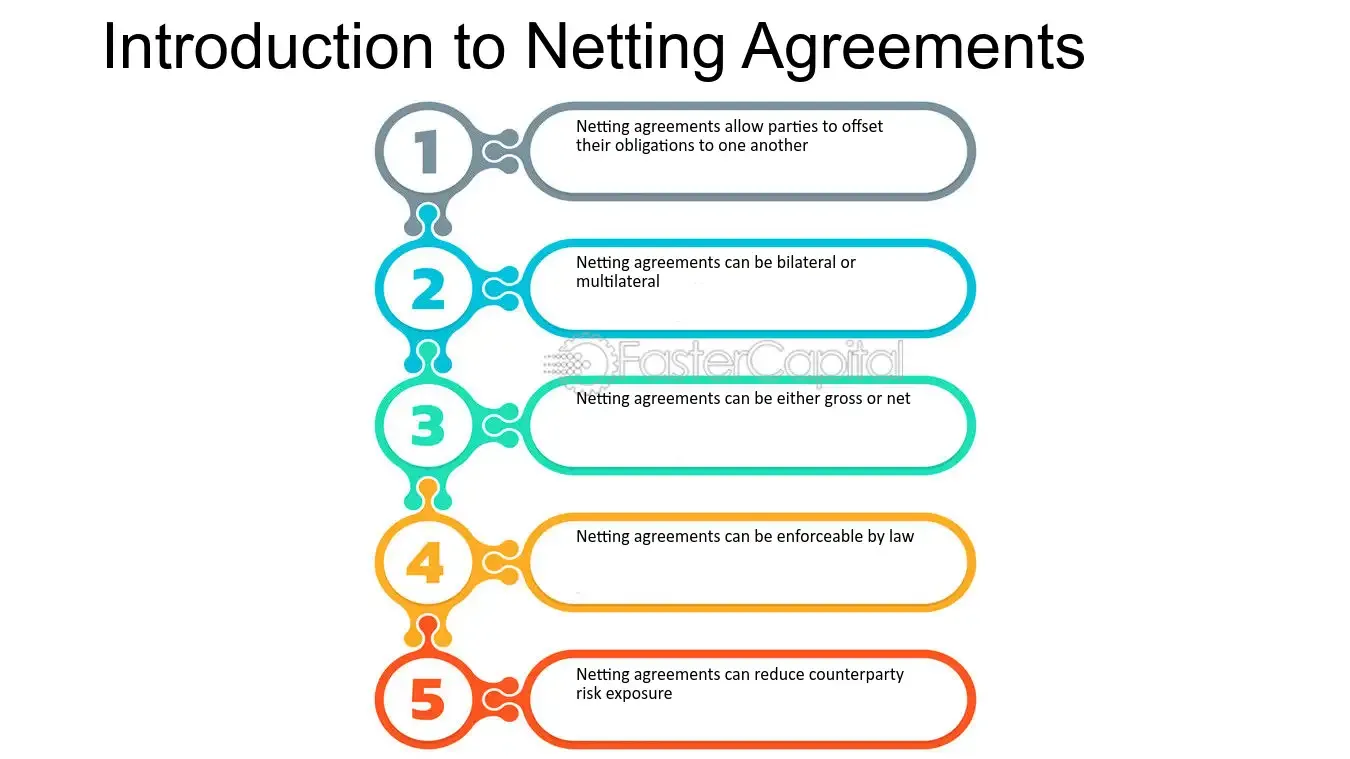 Introduction to Netting Agreements
1
Netting agreements allow parties to offset
their obligations to one another
2
Netting agreements can be bilateral or
multilateral
FasterCapital
3
Netting agreements can be either gross or net
4
Netting agreements can be enforceable by law
5
Netting agreements can reduce counterparty
risk exposure